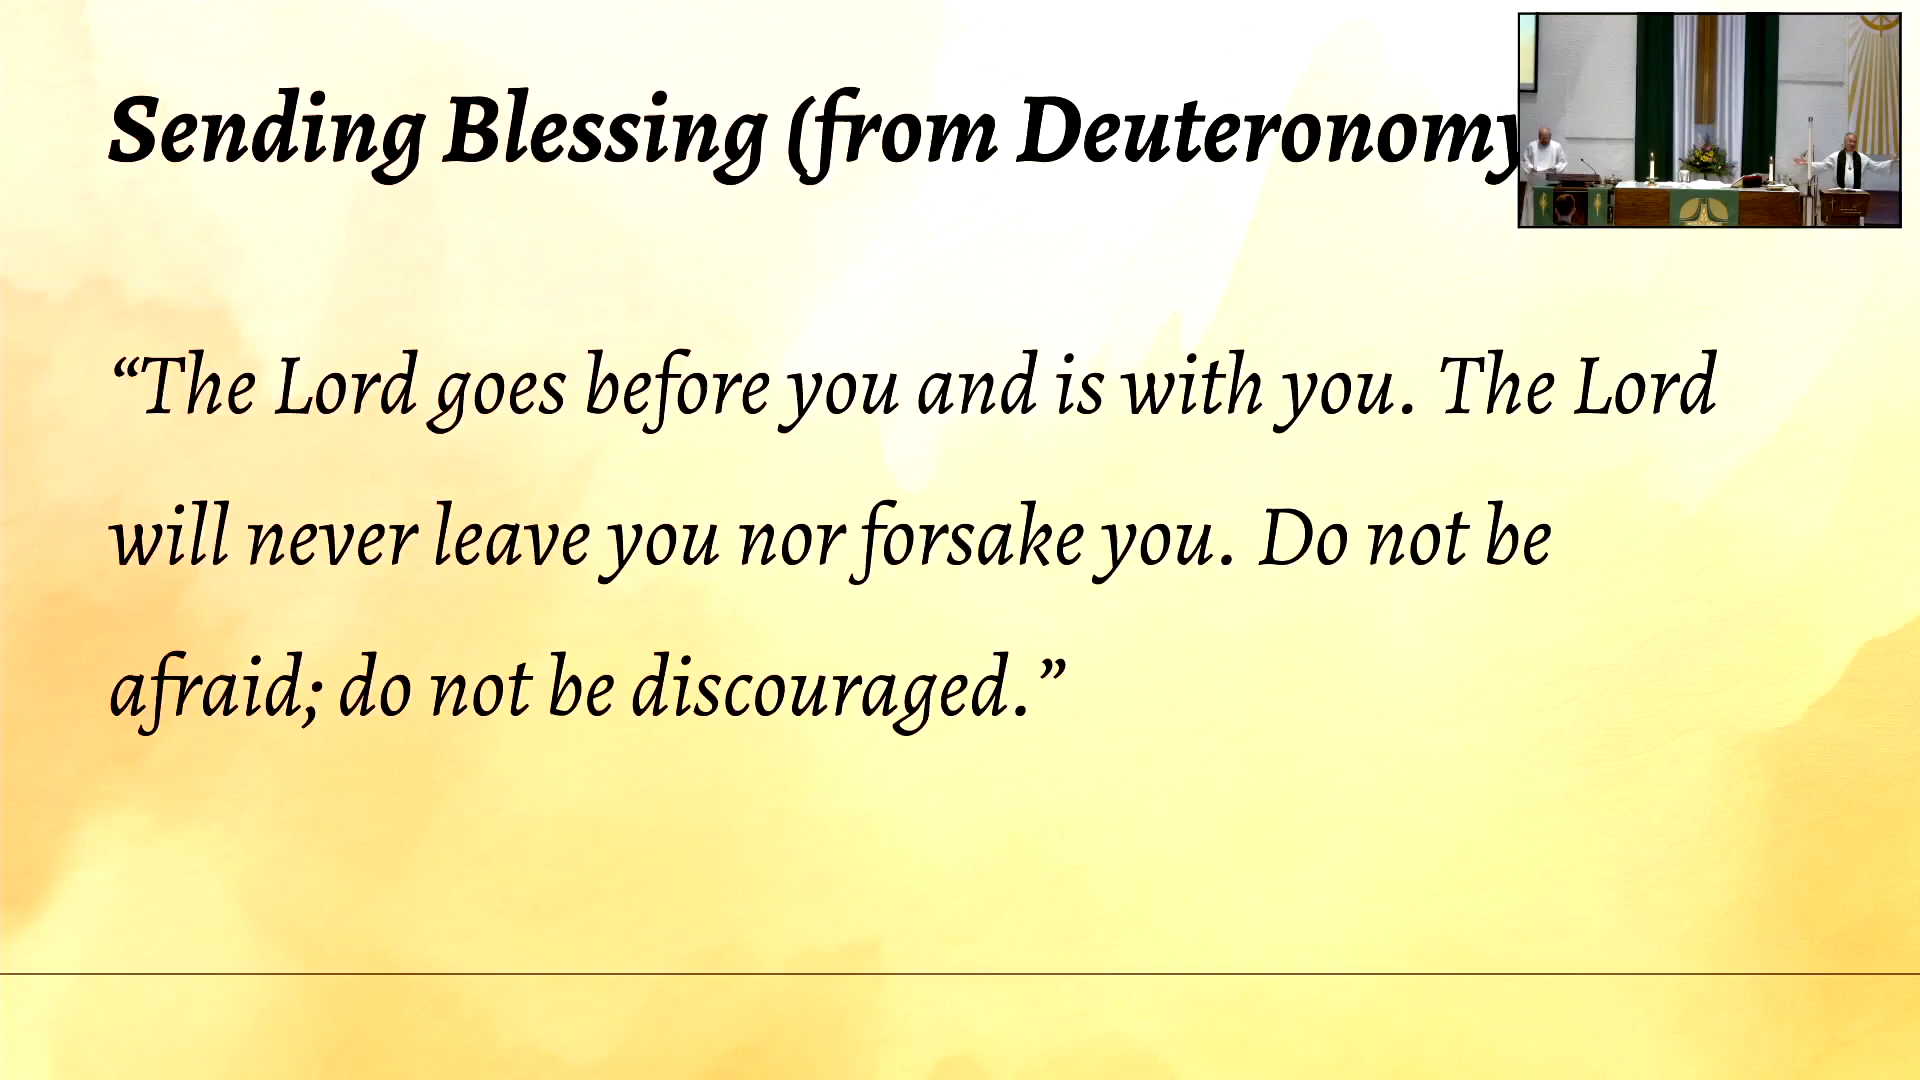 Sending Blessing (from Deuteronomy
“The Lord goes before you and is with you. The Lord
will never leave you nor forsake you. Do not be
afraid; do not be discouraged.”